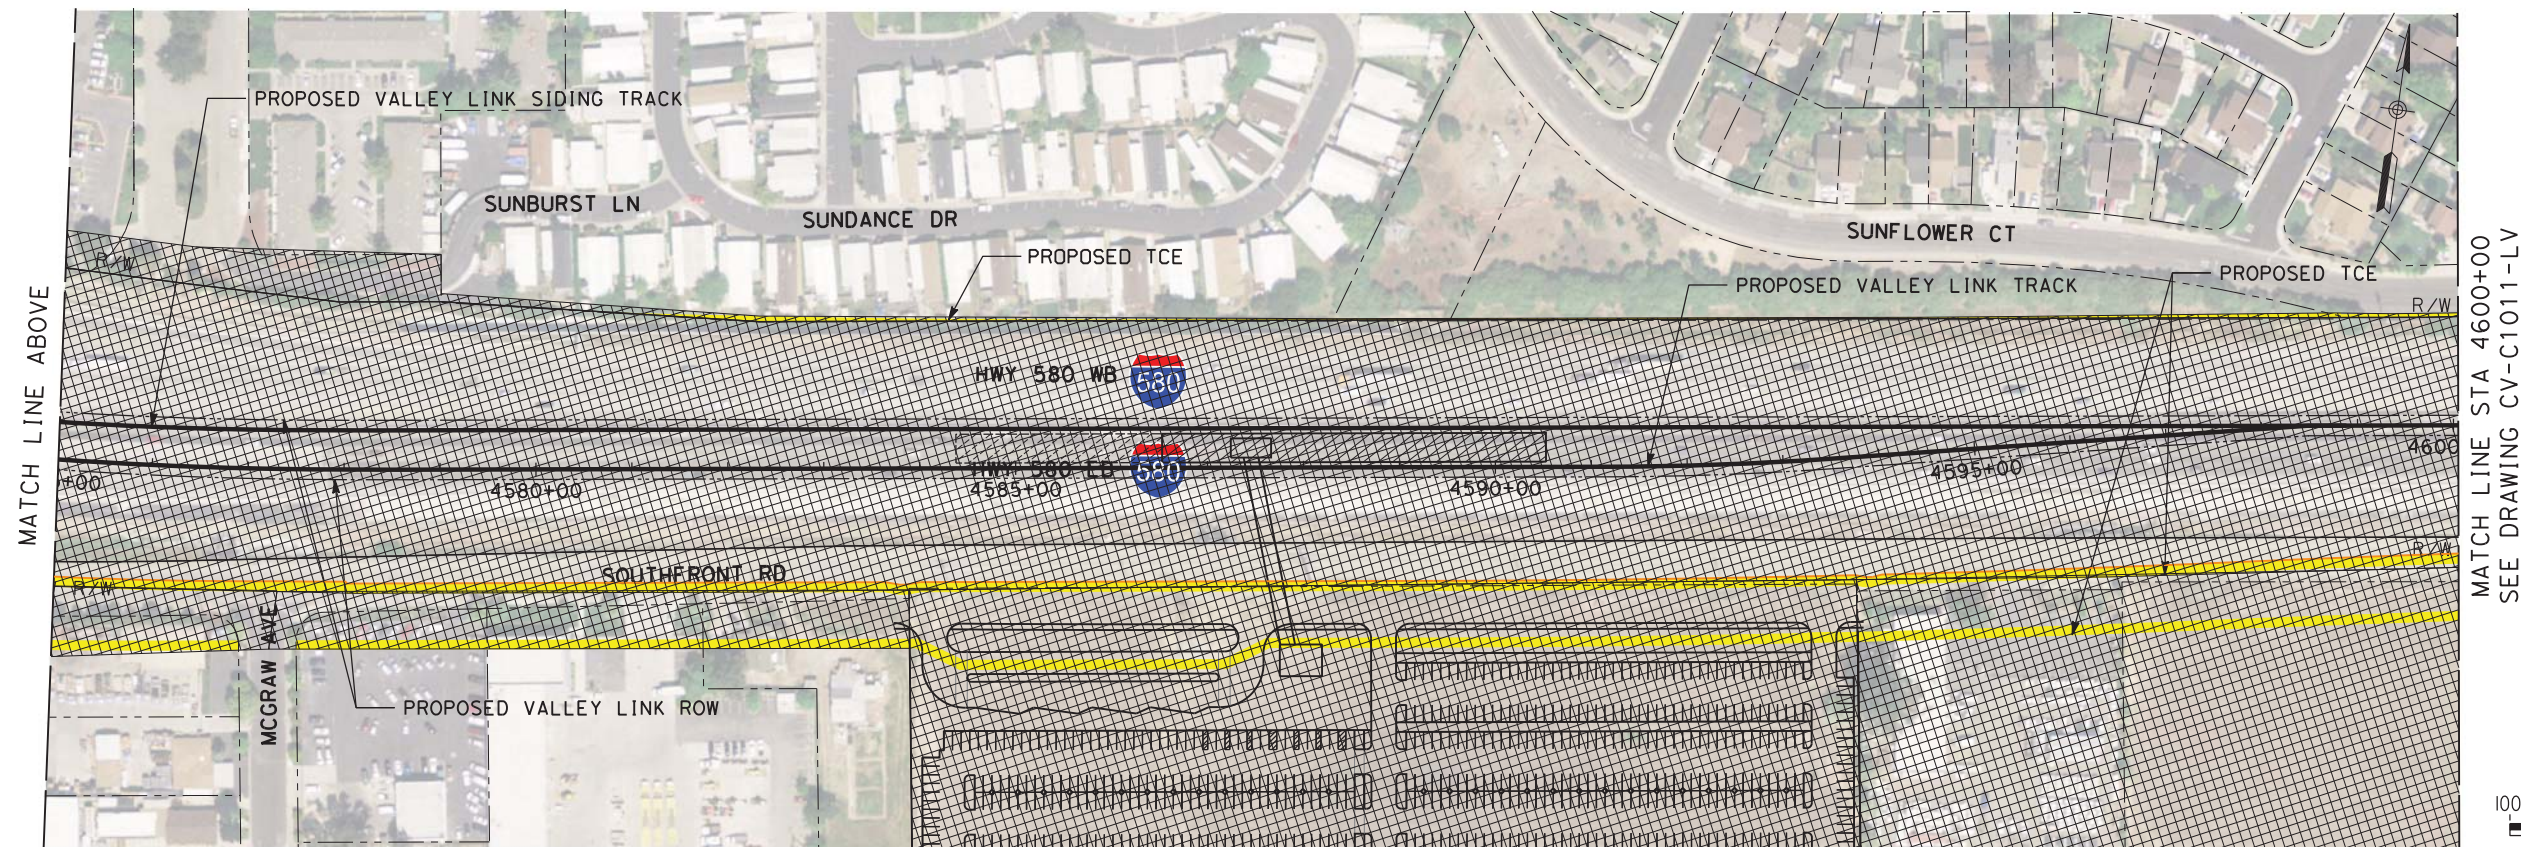 PROPOSED VALLEY LINK SIDING TRACK
SUNBURST LN
SUNDANCE DR
SUNFLOWER CT
PROPOSED TCE
PROPOSED TCE
PROPOSED VALLEY LINK TRACK
R/W
R/W
MATCH LINE ABOVE
MATCH LINE STA 4600+00
SEE DRAWING CV-C1011-LV
HWY 580 WB
580
HWY 580 EB
580
+00
4580+00
4585+00
4590+00
4595+00
4600
R/W
R/W
SOUTHFRONT RD
MCGRAW AVE
PROPOSED VALLEY LINK ROW
100